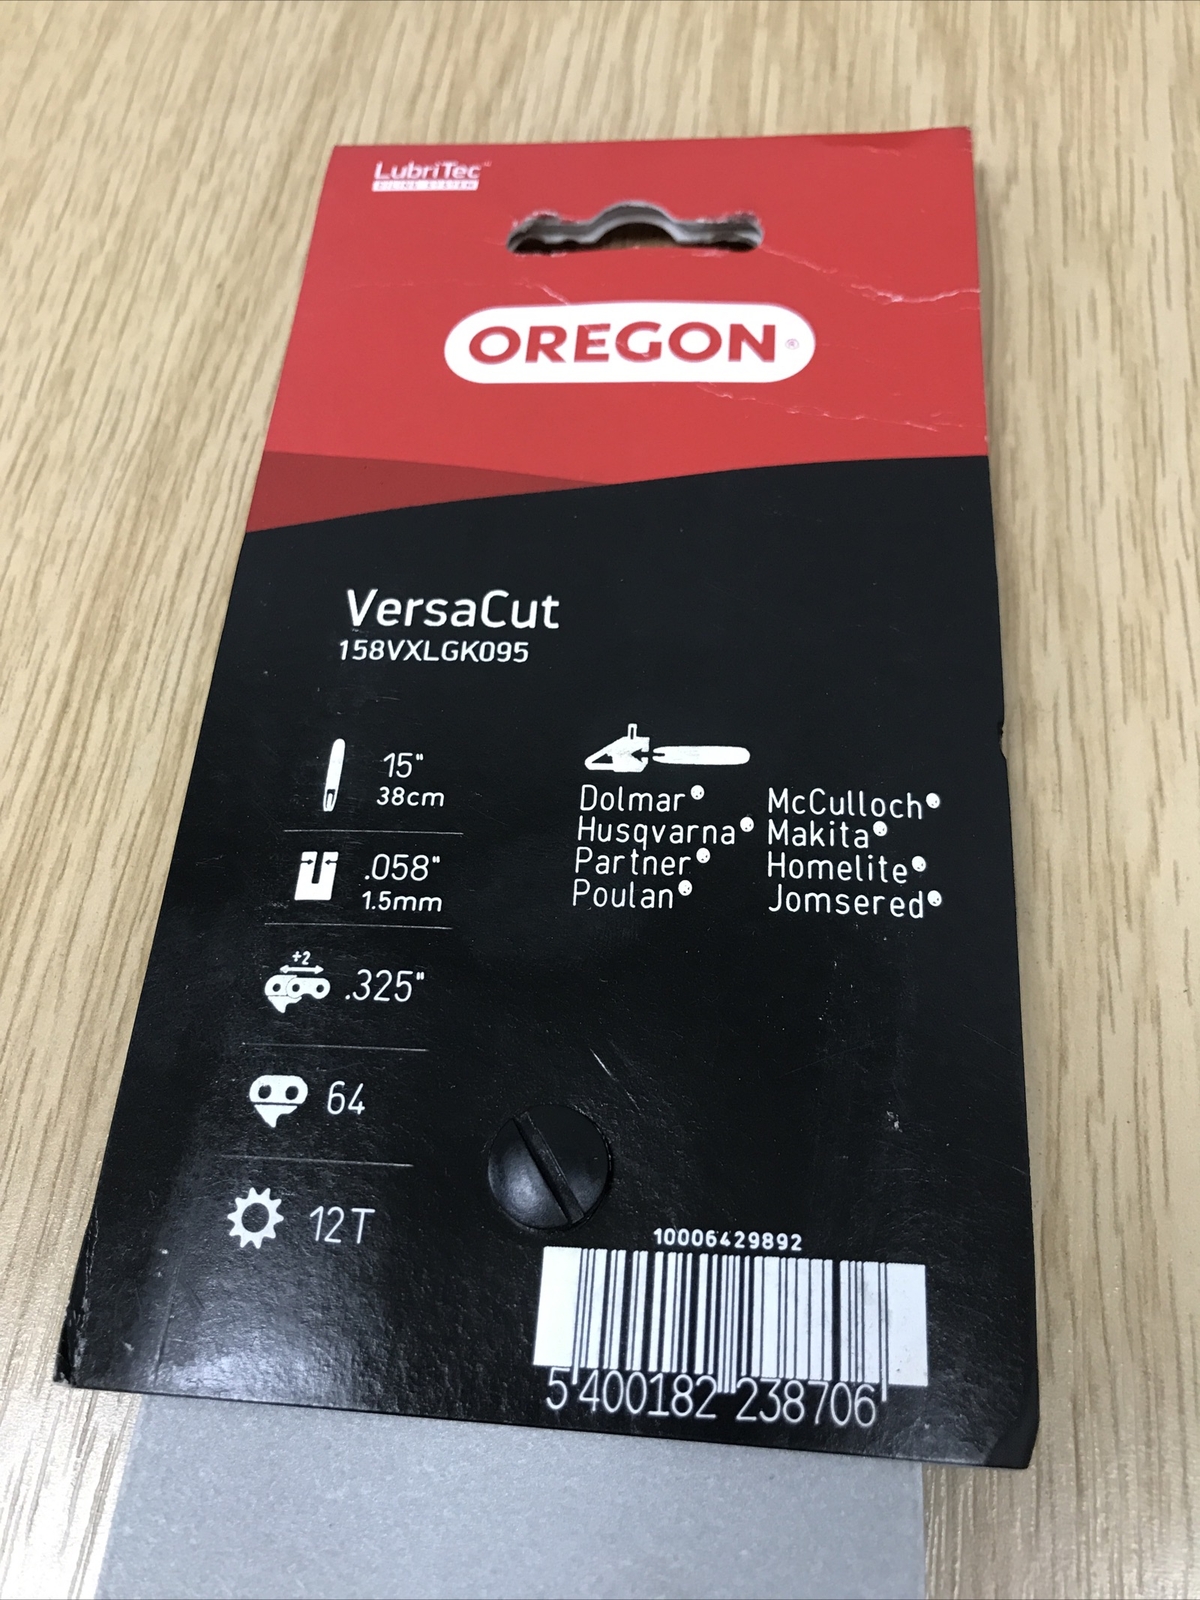 LubriTec™
OREGON®
VersaCut
158VXLGK095
15"
38cm
.058"
1.5mm
+2
.325"
64
12T
Dolmar®
Husqvarna®
Partner®
Poulan®
McCulloch®
Makita®
Homelite®
Jomsered®
10006429892
5 400182 238706